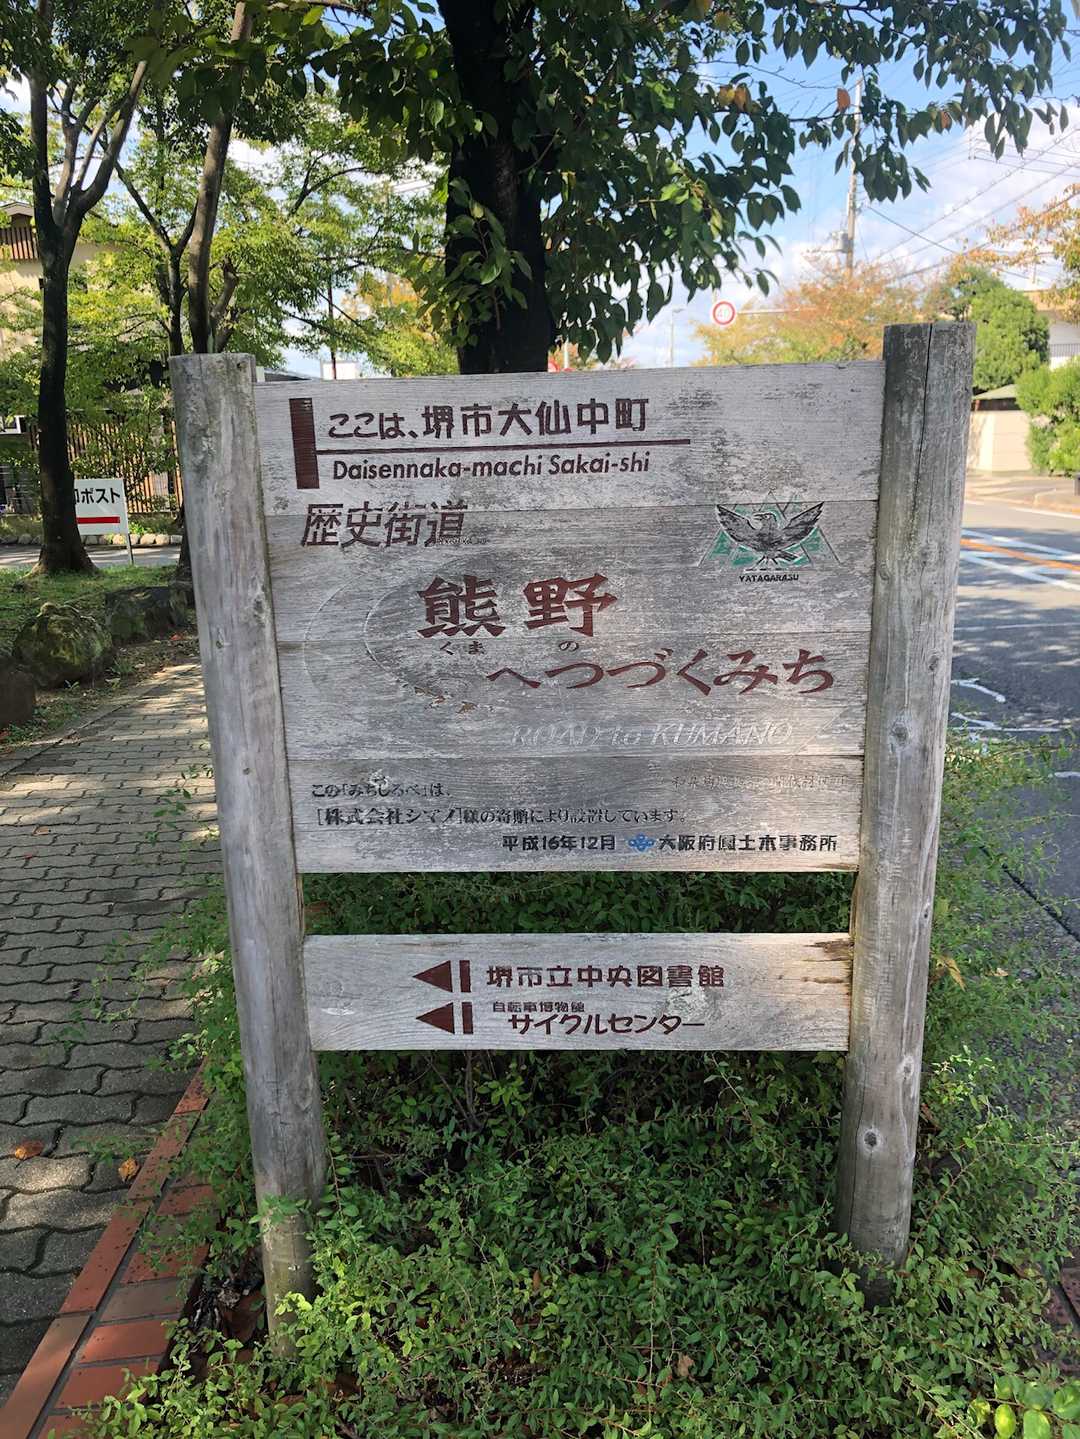 ここは、堺市大仙中町
Daisennaka-machi Sakai-shi
ポスト
歴史街道
YATAGARASU
熊野
くまの
へつづくみち
ROAD to KUMANO
この「みちしるべ」は、
[株式会社シマノ]様の寄贈により設置しています。
平成16年12月 大阪府鳳土木事務所
堺市立中央図書館
自転車博物館
サイクルセンター
40